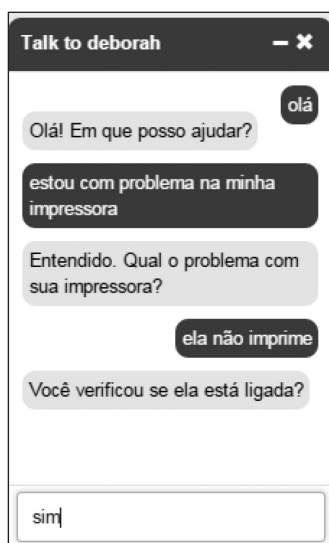 Talk to deborah
olá
Olá! Em que posso ajudar?
estou com problema na minha
impressora
Entendido. Qual o problema com
sua impressora?
ela não imprime
Você verificou se ela está ligada?
sim